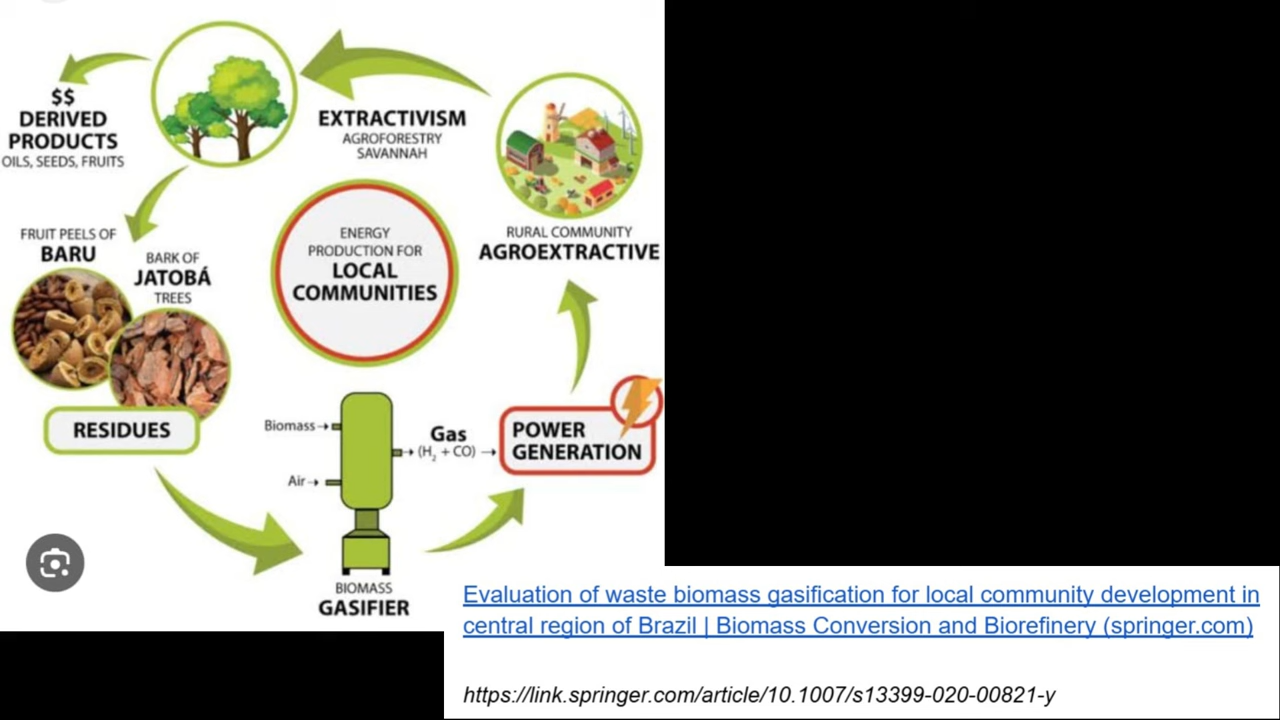 $$
DERIVED
PRODUCTS
OILS, SEEDS, FRUITS
EXTRACTIVISM
AGROFORESTRY
SAVANNAH
RURAL COMMUNITY
AGROEXTRACTIVE
ENERGY
PRODUCTION FOR
LOCAL
COMMUNITIES
FRUIT PEELS OF
BARU
BARK OF
JATOBÁ
TREES
RESIDUES
Biomass
Air
Gas
(H₂ + CO)
POWER
GENERATION
BIOMASS
GASIFIER
Evaluation of waste biomass gasification for local community development in
central region of Brazil | Biomass Conversion and Biorefinery (springer.com)
https://link.springer.com/article/10.1007/s13399-020-00821-y